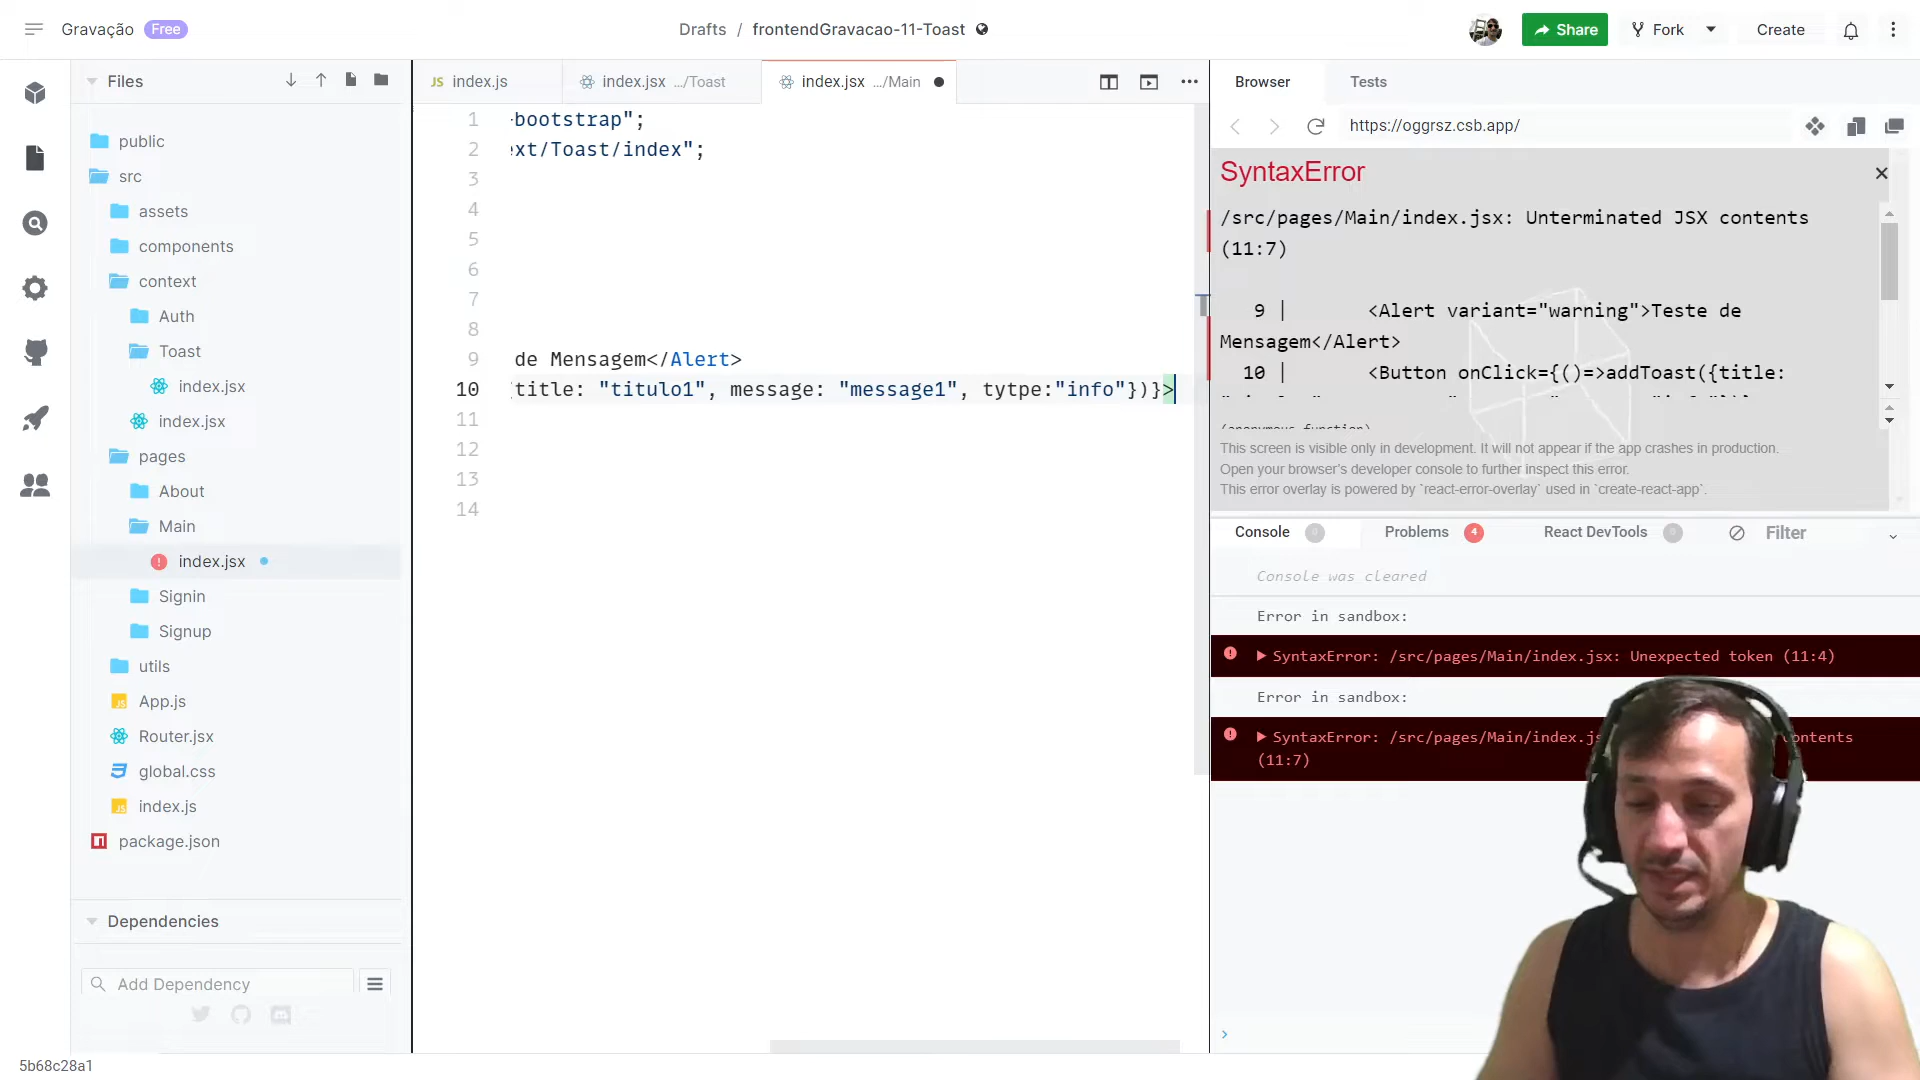 Gravação Free
Drafts / frontendGravacao-11-Toast
Share
Fork
Create
Files
public
src
assets
components
context
Auth
Toast
index.jsx
index.jsx
pages
About
Main
index.jsx
Signin
Signup
utils
App.js
Router.jsx
global.css
index.js
package.json
Dependencies
Add Dependency
5b68c28a1
JS index.js
index.jsx .../Toast
index.jsx .../Main
1 bootstrap";
2 xt/Toast/index";
3
4
5
6
7
8
9 de Mensagem</Alert>
10 title: "titulo1", message: "message1", tytpe:"info"})}>
11
12
13
14
Browser
Tests
https://oggrsz.csb.app/
SyntaxError
/src/pages/Main/index.jsx: Unterminated JSX contents
(11:7)
9 | <Alert variant="warning">Teste de
Mensagem</Alert>
10 | <Button onClick={()=>addToast({title:
This screen is visible only in development. It will not appear if the app crashes in production.
Open your browser's developer console to further inspect this error.
This error overlay is powered by `react-error-overlay` used in `create-react-app`.
Console 0
Problems 4
React DevTools 0
Filter
Console was cleared
Error in sandbox:
SyntaxError: /src/pages/Main/index.jsx: Unexpected token (11:4)
Error in sandbox:
SyntaxError: /src/pages/Main/index.js
(11:7)